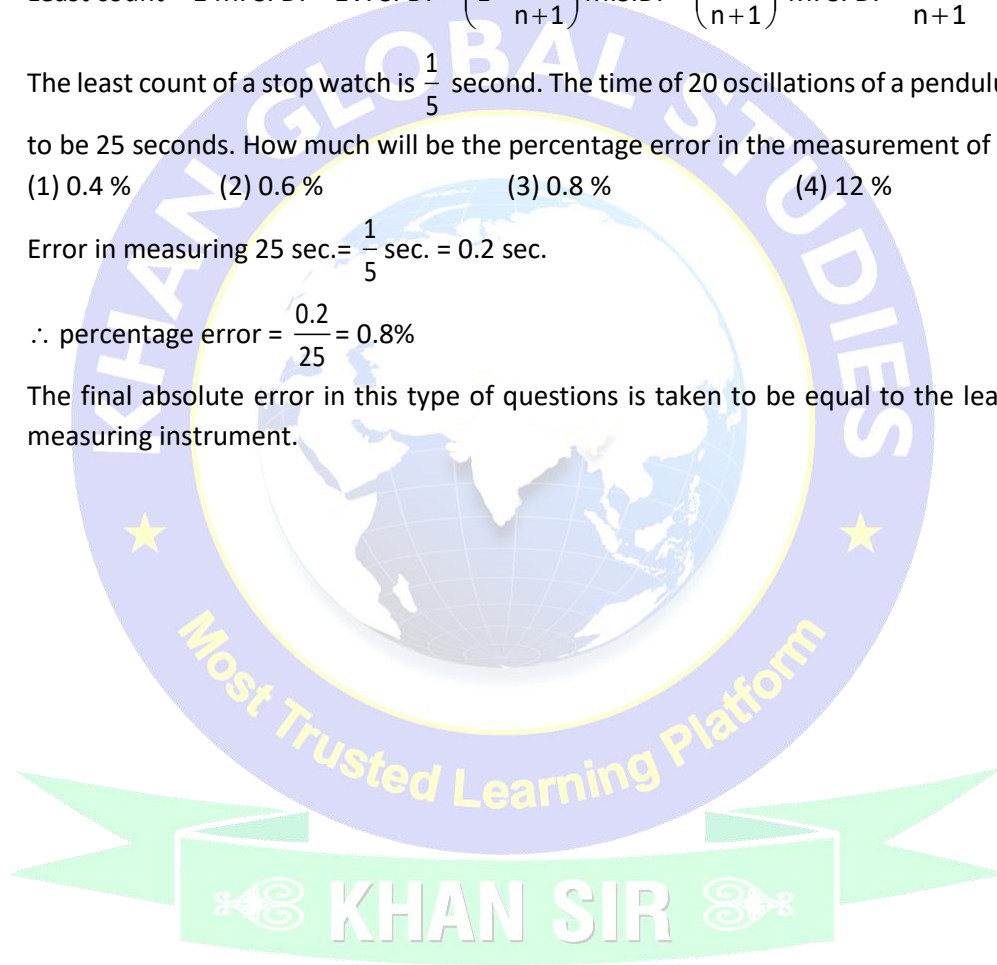 n+1) n+1) n+1
The least count of a stop watch is 1/5 second. The time of 20 oscillations of a
to be 25 seconds. How much will be the percentage error in the measurement of
(1) 0.4 % (2) 0.6 % (3) 0.8 % (4) 12 %
Error in measuring 25 sec.= 1/5 sec. = 0.2 sec.
∴ percentage error = 0.2/25 = 0.8%
The final absolute error in this type of questions is taken to be equal to the
measuring instrument.
KHAN GLOBAL STUDIES
Most Trusted Learning Platform
KHAN SIR